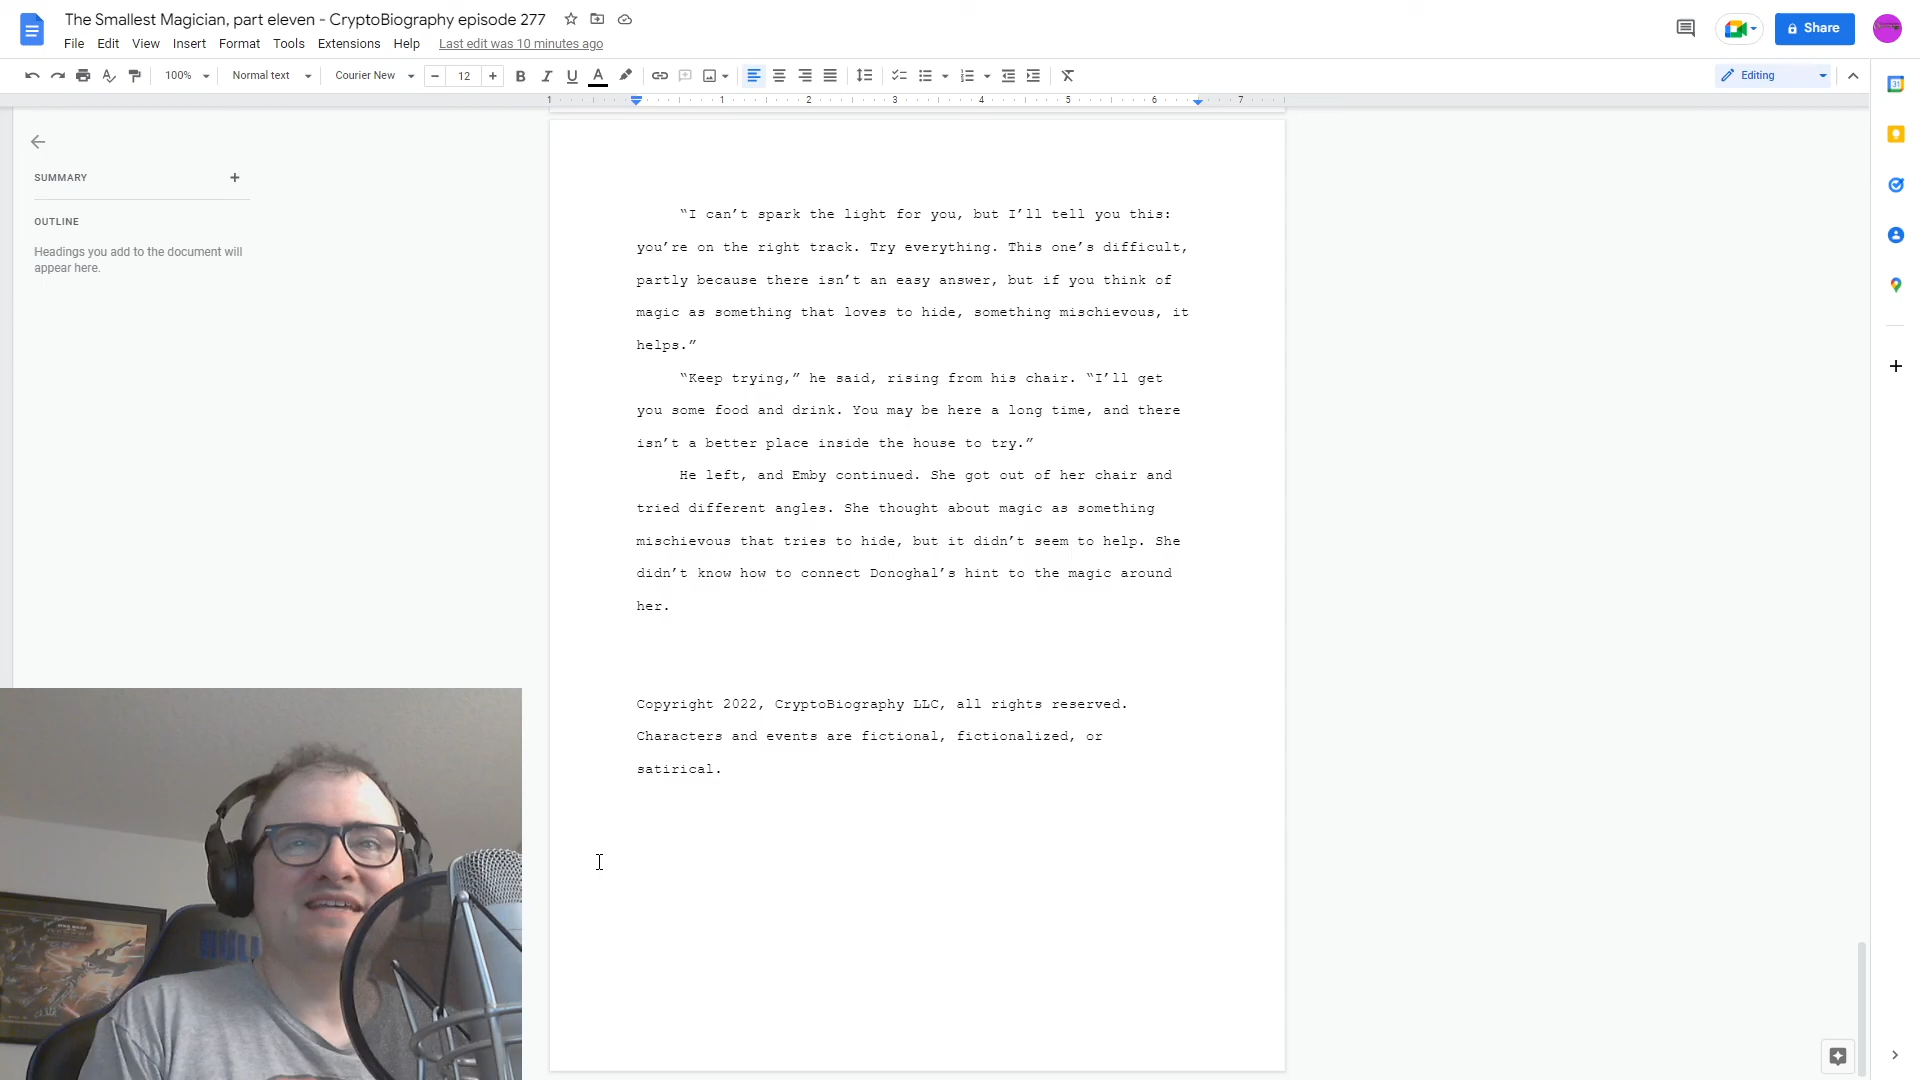 The Smallest Magician, part eleven - CryptoBiography episode 277
File Edit View Insert Format Tools Extensions Help Last edit was 10 minutes ago
Share
100% Normal text Courier New 12 Editing
1 1 2 3 4 5 6 7
SUMMARY
OUTLINE
Headings you add to the document will
appear here.
“I can’t spark the light for you, but I’ll tell you this:
you’re on the right track. Try everything. This one’s difficult,
partly because there isn’t an easy answer, but if you think of
magic as something that loves to hide, something mischievous, it
helps.”
“Keep trying,” he said, rising from his chair. “I’ll get
you some food and drink. You may be here a long time, and there
isn’t a better place inside the house to try.”
He left, and Emby continued. She got out of her chair and
tried different angles. She thought about magic as something
mischievous that tries to hide, but it didn’t seem to help. She
didn’t know how to connect Donoghal’s hint to the magic around
her.
Copyright 2022, CryptoBiography LLC, all rights reserved.
Characters and events are fictional, fictionalized, or
satirical.